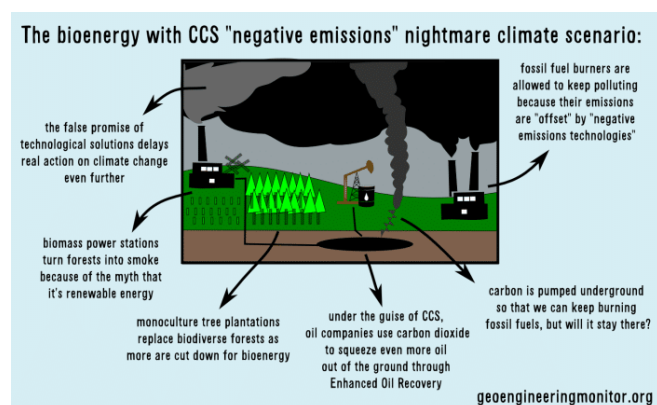 The bioenergy with CCS "negative emissions" nightmare climate scenario:
the false promise of
technological solutions delays
real action on climate change
even further
fossil fuel burners are
allowed to keep polluting
because their emissions
are "offset" by "negative
emissions technologies"
biomass power stations
turn forests into smoke
because of the myth that
it's renewable energy
monoculture tree plantations
replace biodiverse forests as
more are cut down for bioenergy
under the guise of CCS,
oil companies use carbon dioxide
to squeeze even more oil
out of the ground through
Enhanced Oil Recovery
carbon is pumped underground
so that we can keep burning
fossil fuels, but will it stay there?
geoengineeringmonitor.org